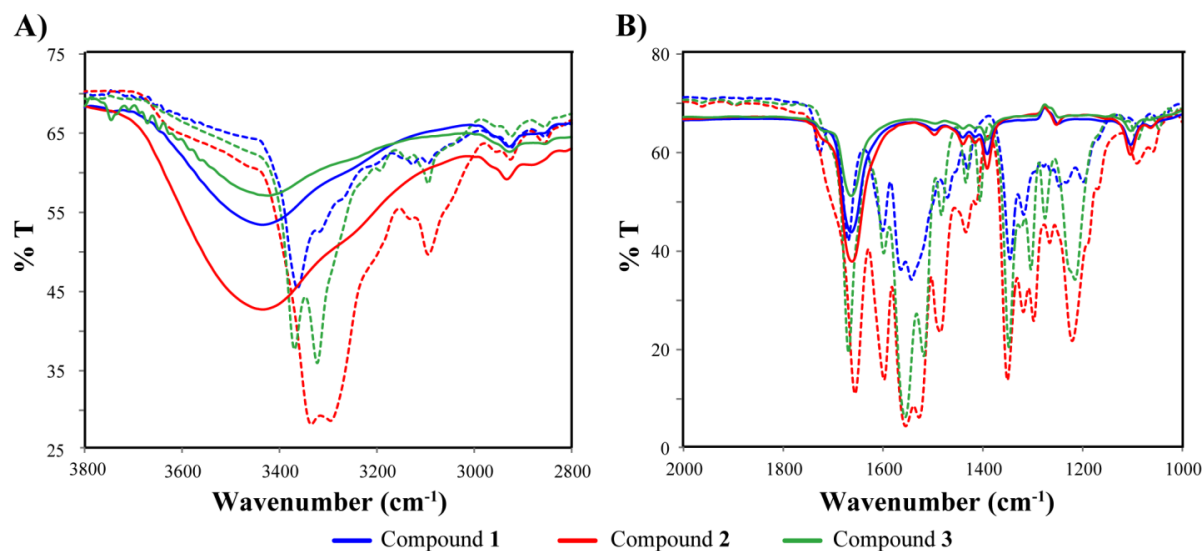 A)
B)
75
65
55
45
35
25
% T
3800
3600
3400
3200
3000
2800
Wavenumber (cm⁻¹)
80
60
40
20
0
% T
2000
1800
1600
1400
1200
1000
Wavenumber (cm⁻¹)
Compound 1
Compound 2
Compound 3